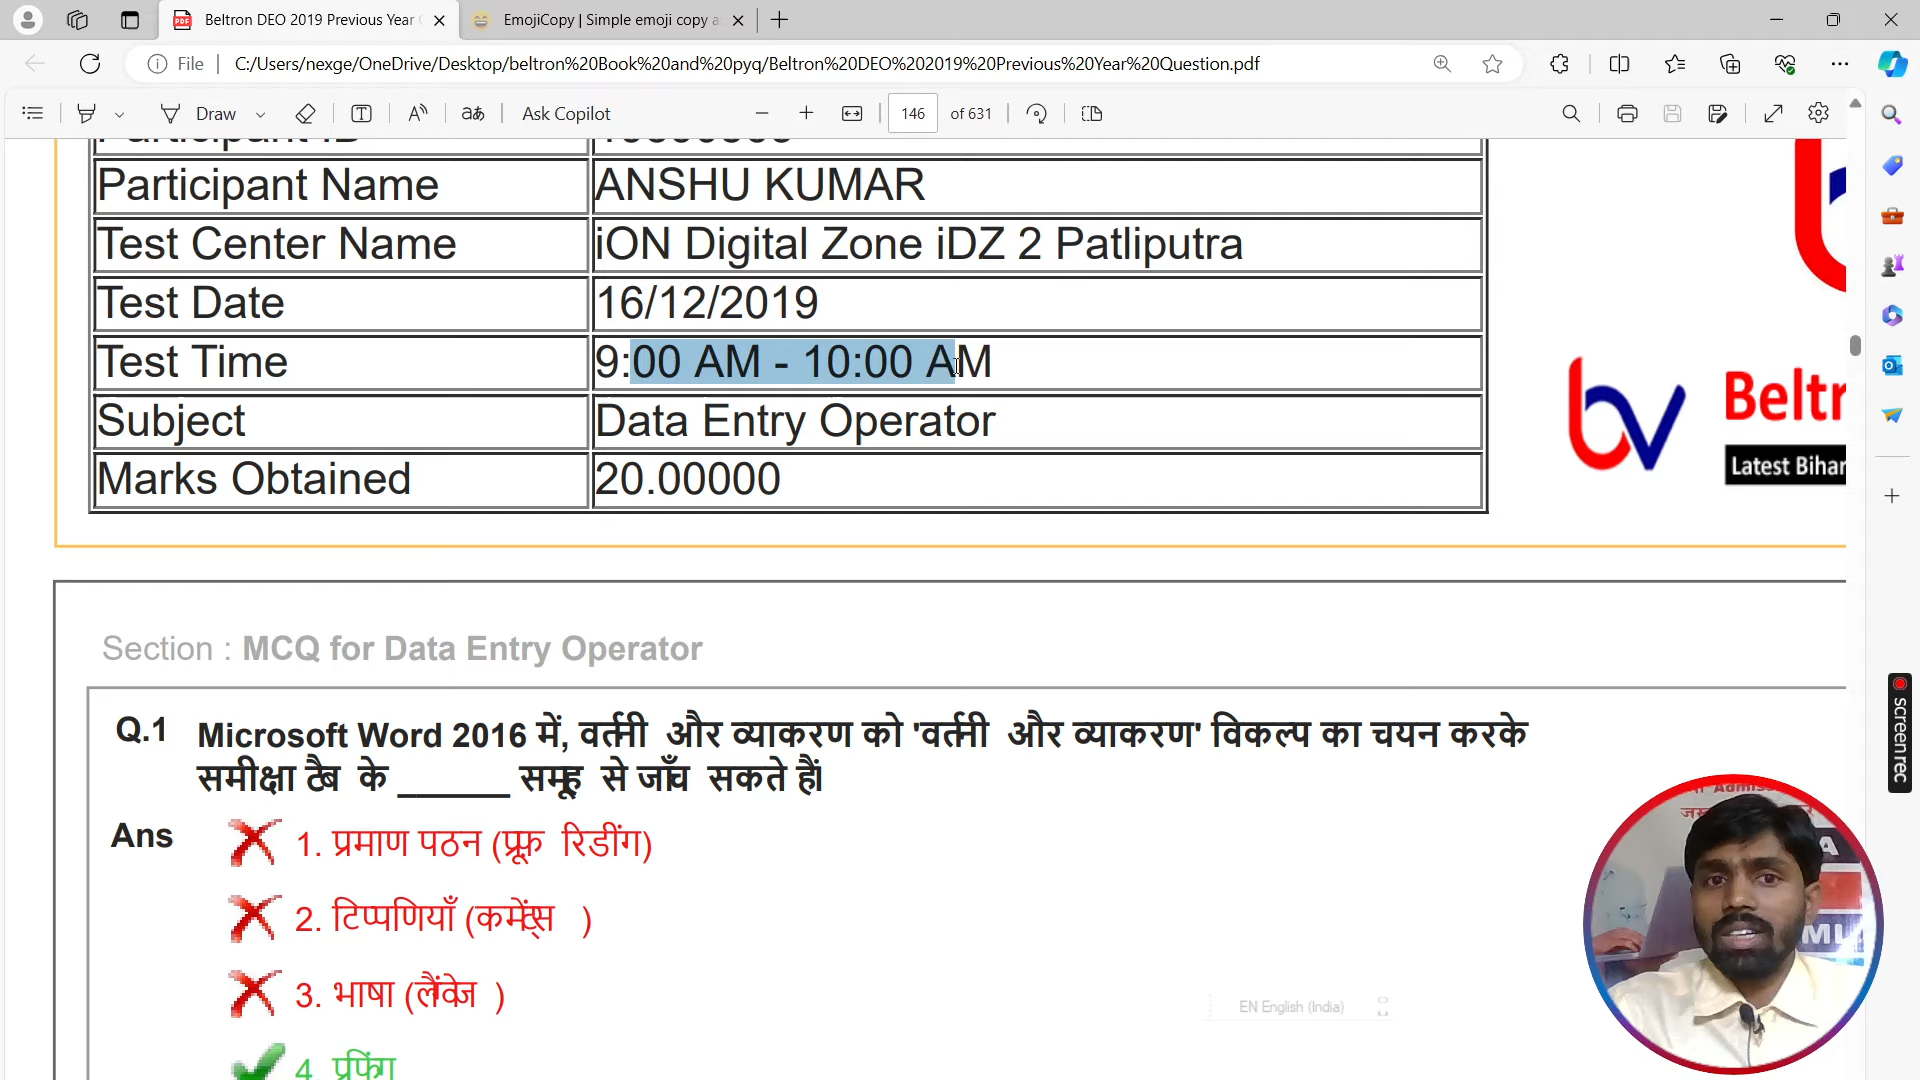 Beltron DEO 2019 Previous Year
EmojiCopy | Simple emoji copy a
File
C:/Users/nexge/OneDrive/Desktop/beltron%20Book%20and%20pyq/Beltron%20DEO%202019%20Previous%20Year%20Question.pdf
Draw
aあ
Ask Copilot
146 of 631
Participant Name ANSHU KUMAR
Test Center Name iON Digital Zone iDZ 2 Patliputra
Test Date 16/12/2019
Test Time 9:00 AM - 10:00 AM
Subject Data Entry Operator
Marks Obtained 20.00000
bv Beltr
Latest Bihar
Section : MCQ for Data Entry Operator
Q.1 Microsoft Word 2016 में, वर्तनी और व्याकरण को 'वर्तनी और व्याकरण' विकल्प का चयन करके
समीक्षा टैब के ______ समूह से जाँच सकते हैं।
Ans 1. प्रमाण पठन (प्रूफ़ रिडींग)
2. टिप्पणियाँ (कमेंट्स )
3. भाषा (लैंग्वेज )
4. प्रूफिंग
EN English (India)
screenrec